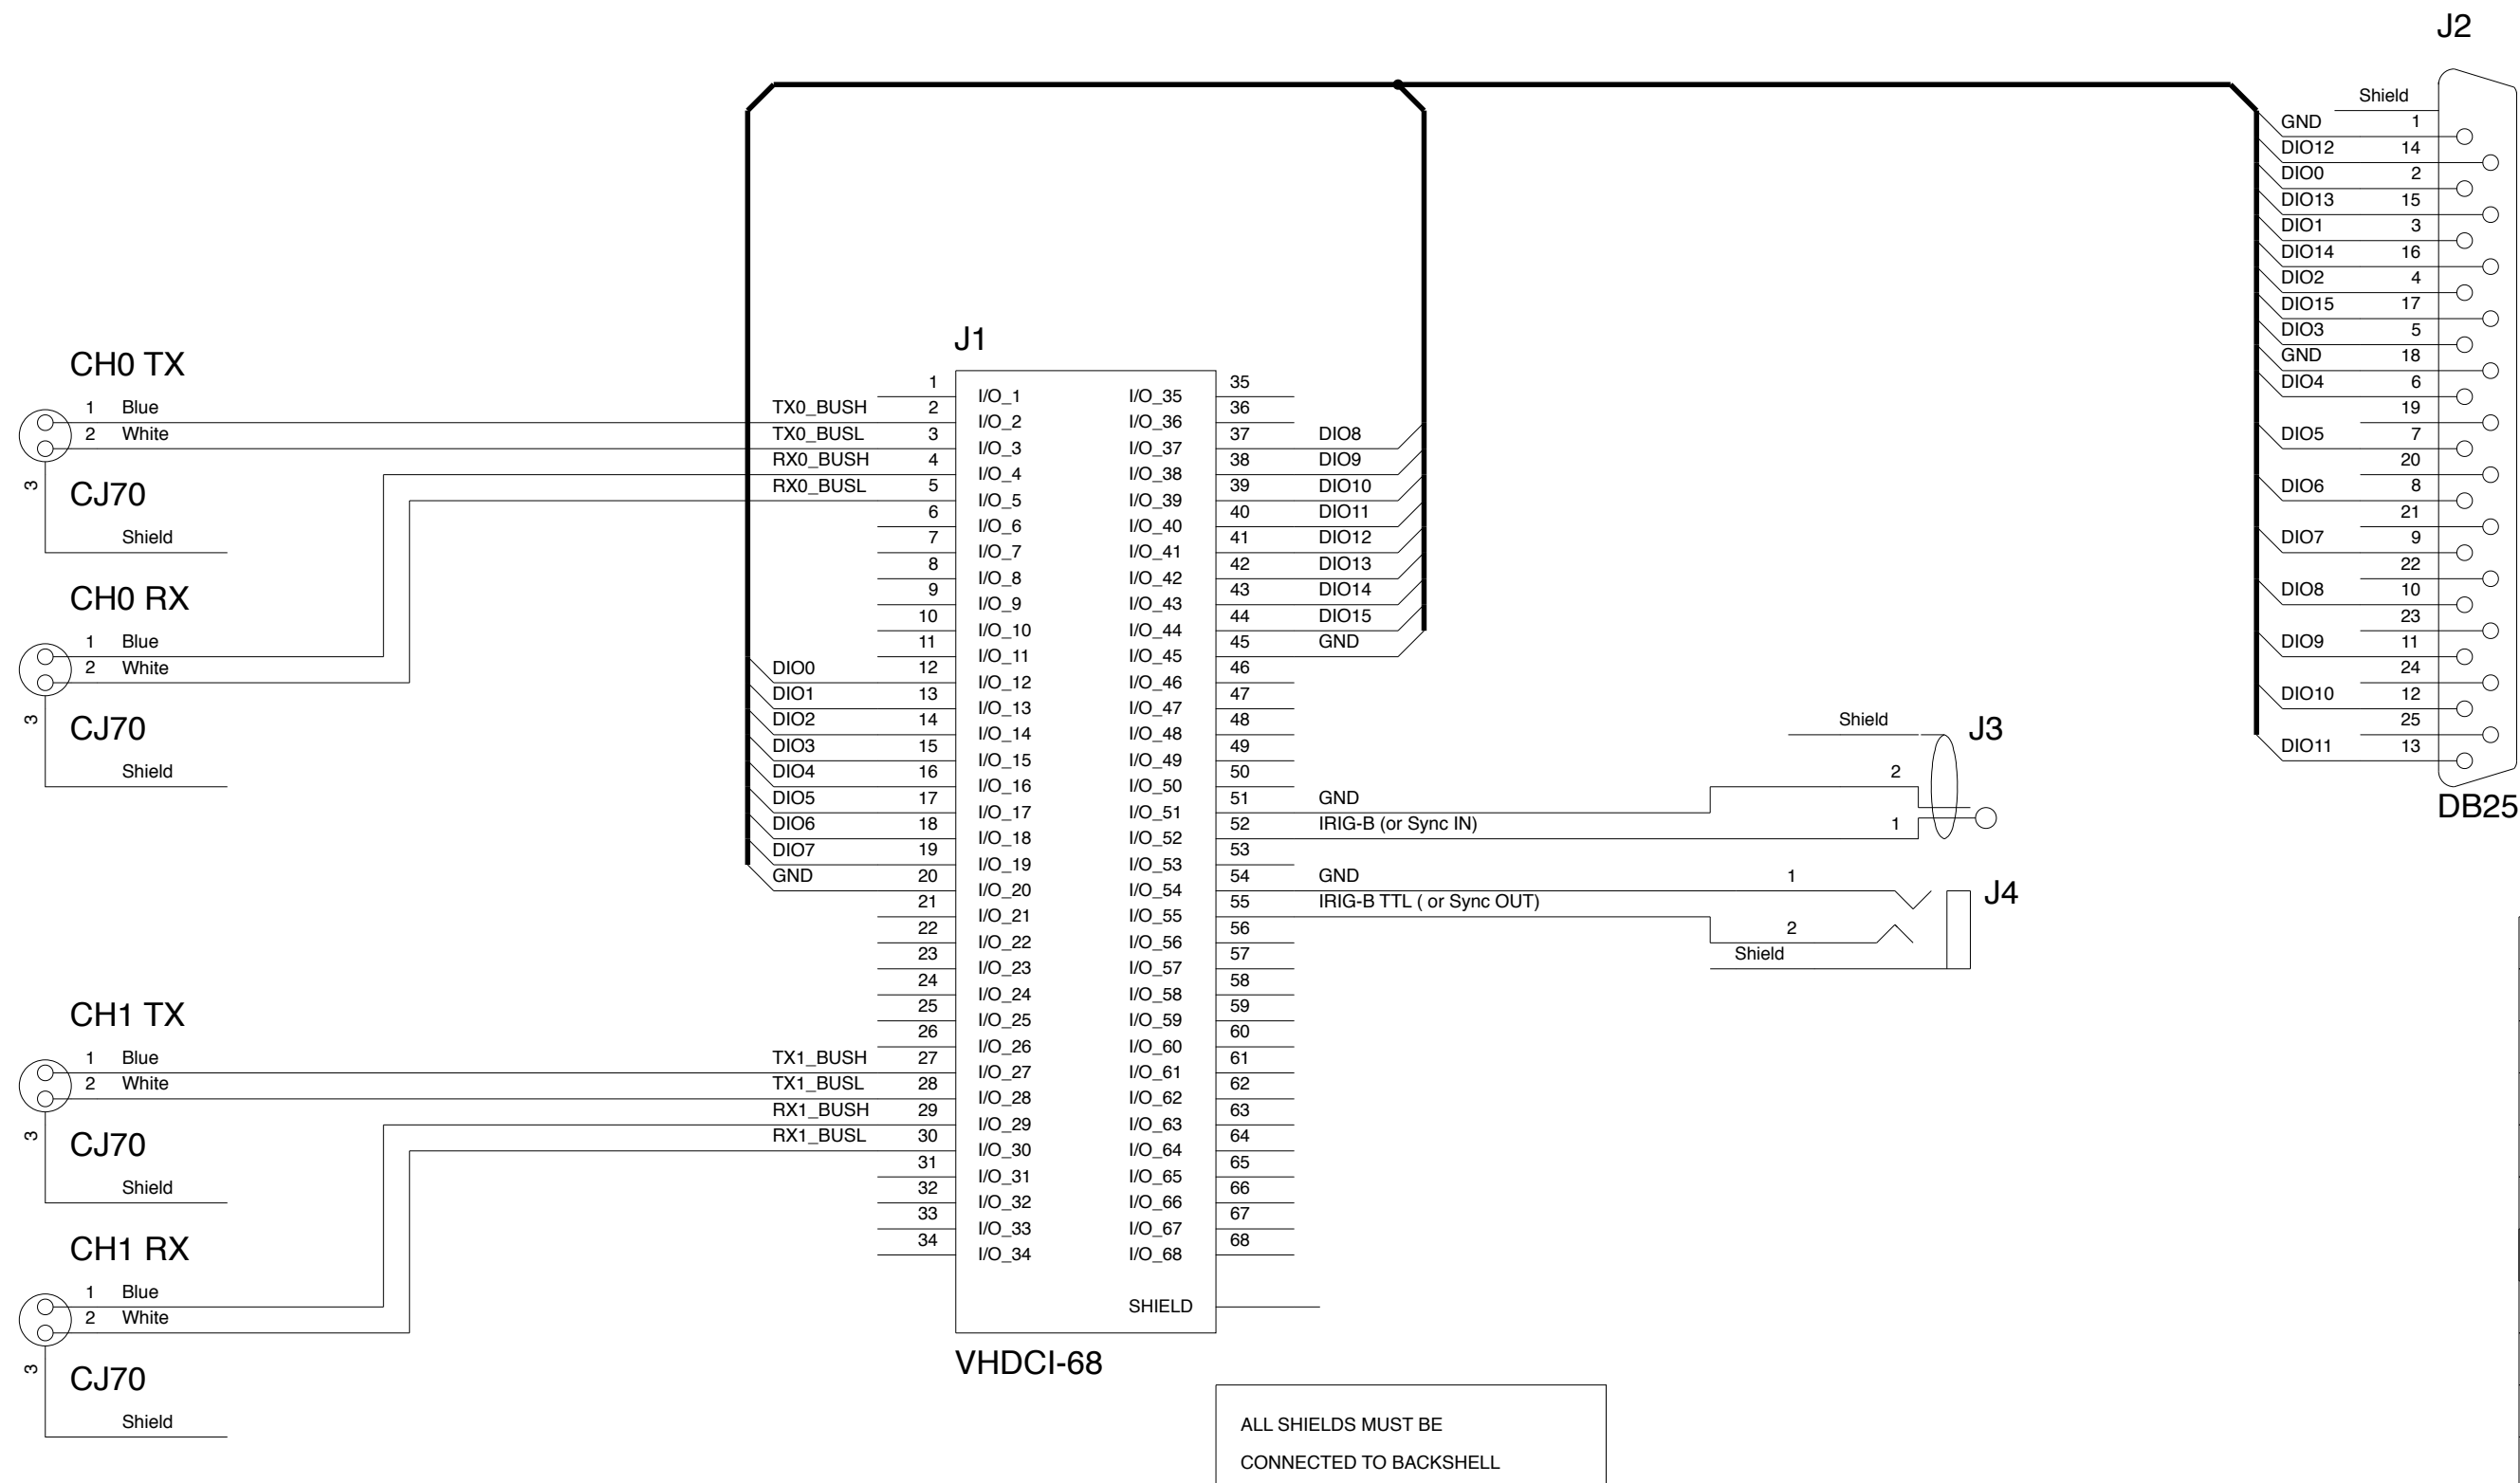 J2
Shield
GND 1
DIO12 14
DIO0 2
DIO13 15
DIO1 3
DIO14 16
DIO2 4
DIO15 17
DIO3 5
GND 18
DIO4 6
19
DIO5 7
20
DIO6 8
21
DIO7 9
22
DIO8 10
23
DIO9 11
24
DIO10 12
25
DIO11 13
DB25
CH0 TX
1 Blue
2 White
3
CJ70
Shield
CH0 RX
1 Blue
2 White
3
CJ70
Shield
CH1 TX
1 Blue
2 White
3
CJ70
Shield
CH1 RX
1 Blue
2 White
3
CJ70
Shield
J1
1 I/O_1 I/O_35 35
TX0_BUSH 2 I/O_2 I/O_36 36
TX0_BUSL 3 I/O_3 I/O_37 37 DIO8
RX0_BUSH 4 I/O_4 I/O_38 38 DIO9
RX0_BUSL 5 I/O_5 I/O_39 39 DIO10
6 I/O_6 I/O_40 40 DIO11
7 I/O_7 I/O_41 41 DIO12
8 I/O_8 I/O_42 42 DIO13
9 I/O_9 I/O_43 43 DIO14
10 I/O_10 I/O_44 44 DIO15
11 I/O_11 I/O_45 45 GND
DIO0 12 I/O_12 I/O_46 46
DIO1 13 I/O_13 I/O_47 47
DIO2 14 I/O_14 I/O_48 48
DIO3 15 I/O_15 I/O_49 49
DIO4 16 I/O_16 I/O_50 50
DIO5 17 I/O_17 I/O_51 51 GND
DIO6 18 I/O_18 I/O_52 52 IRIG-B (or Sync IN)
DIO7 19 I/O_19 I/O_53 53
GND 20 I/O_20 I/O_54 54 GND
21 I/O_21 I/O_55 55 IRIG-B TTL ( or Sync OUT)
22 I/O_22 I/O_56 56
23 I/O_23 I/O_57 57
24 I/O_24 I/O_58 58
25 I/O_25 I/O_59 59
26 I/O_26 I/O_60 60
TX1_BUSH 27 I/O_27 I/O_61 61
TX1_BUSL 28 I/O_28 I/O_62 62
RX1_BUSH 29 I/O_29 I/O_63 63
RX1_BUSL 30 I/O_30 I/O_64 64
31 I/O_31 I/O_65 65
32 I/O_32 I/O_66 66
33 I/O_33 I/O_67 67
34 I/O_34 I/O_68 68
SHIELD
VHDCI-68
Shield J3
2
1
1 J4
2
Shield
ALL SHIELDS MUST BE
CONNECTED TO BACKSHELL